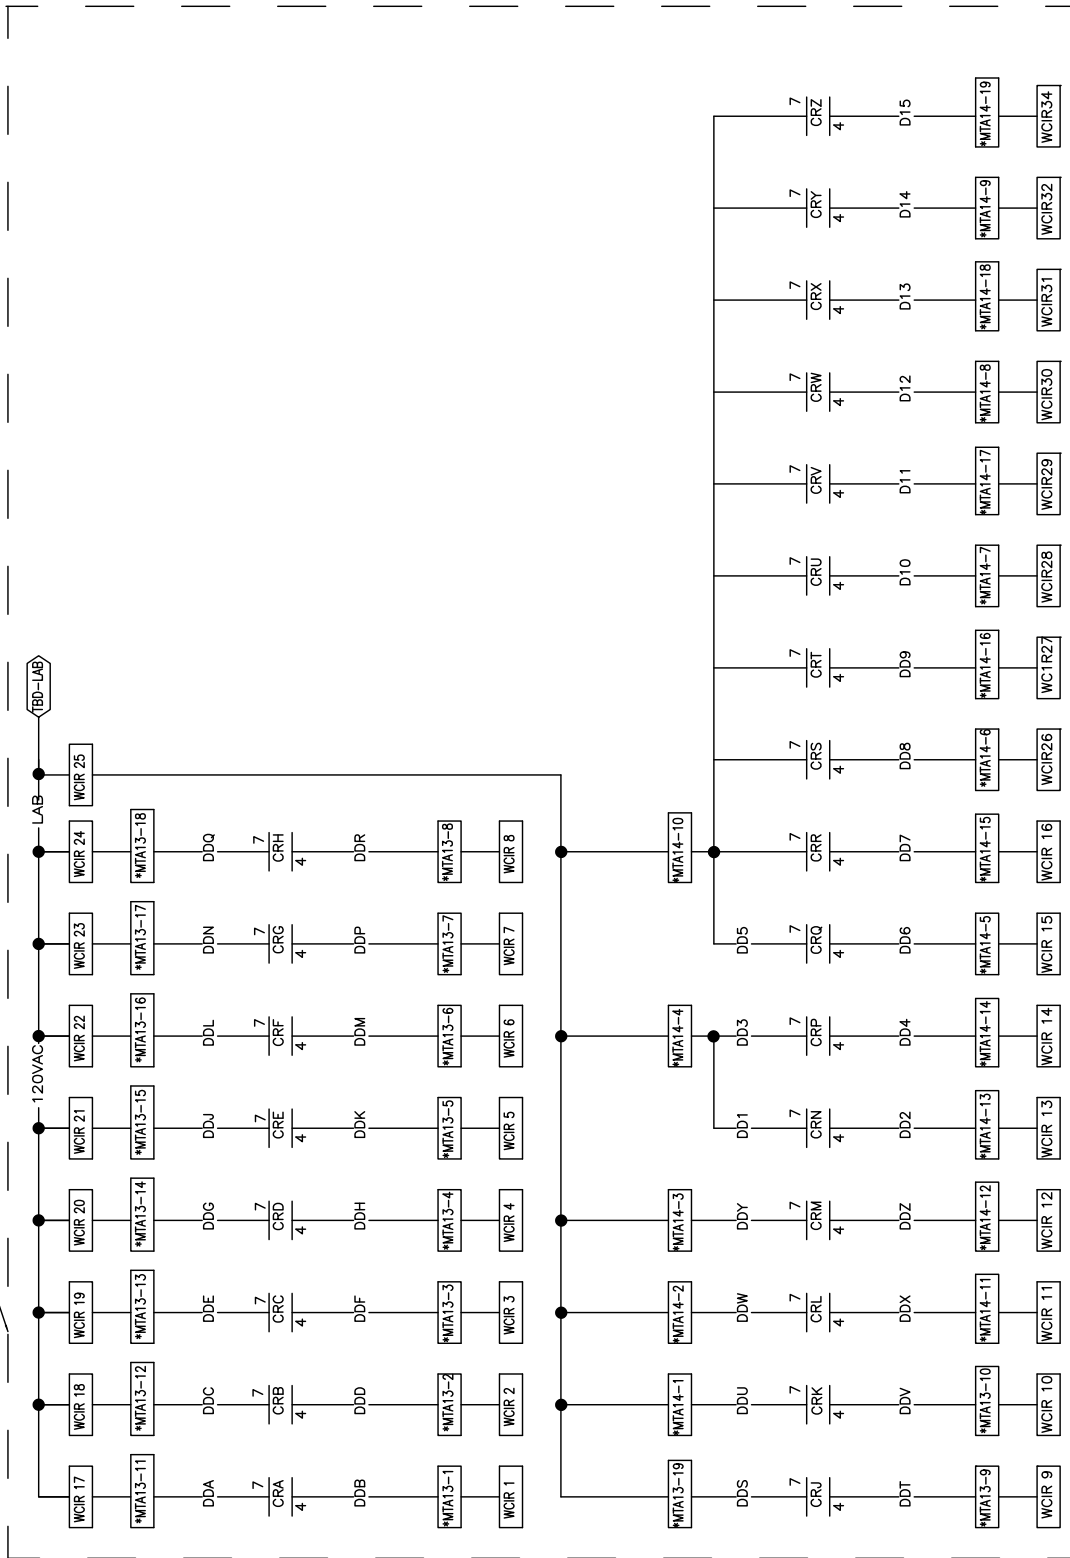 120VAC LAB TBD-LAB
WCIR 17 WCIR 18 WCIR 19 WCIR 20 WCIR 21 WCIR 22 WCIR 23 WCIR 24 WCIR 25
*MTA13-11 *MTA13-12 *MTA13-13 *MTA13-14 *MTA13-15 *MTA13-16 *MTA13-17 *MTA13-18
DDA DDC DDE DDG DDJ DDL DDN DDQ
7 7 7 7 7 7 7 7
CRA CRB CRC CRD CRE CRF CRG CRH
4 4 4 4 4 4 4 4
DDB DDD DDF DDH DDK DDM DDP DDR
*MTA13-1 *MTA13-2 *MTA13-3 *MTA13-4 *MTA13-5 *MTA13-6 *MTA13-7 *MTA13-8
WCIR 1 WCIR 2 WCIR 3 WCIR 4 WCIR 5 WCIR 6 WCIR 7 WCIR 8
*MTA13-19 *MTA14-1 *MTA14-2 *MTA14-3 *MTA14-4 *MTA14-10
DDS DDU DDW DDY DD1 DD3 DD5
7 7 7 7 7 7 7 7 7 7 7 7 7 7 7 7
CRJ CRK CRL CRM CRN CRP CRQ CRR CRS CRT CRU CRV CRW CRX CRY CRZ
4 4 4 4 4 4 4 4 4 4 4 4 4 4 4 4
DDT DDV DDX DDZ DD2 DD4 DD6 DD7 DD8 DD9 D10 D11 D12 D13 D14 D15
*MTA13-9 *MTA13-10 *MTA14-11 *MTA14-12 *MTA14-13 *MTA14-14 *MTA14-5 *MTA14-15 *MTA14-6 *MTA14-16 *MTA14-7 *MTA14-17 *MTA14-8 *MTA14-18 *MTA14-9 *MTA14-19
WCIR 9 WCIR 10 WCIR 11 WCIR 12 WCIR 13 WCIR 14 WCIR 15 WCIR 16 WCIR26 WC1R27 WCIR28 WCIR29 WCIR30 WCIR31 WCIR32 WCIR34